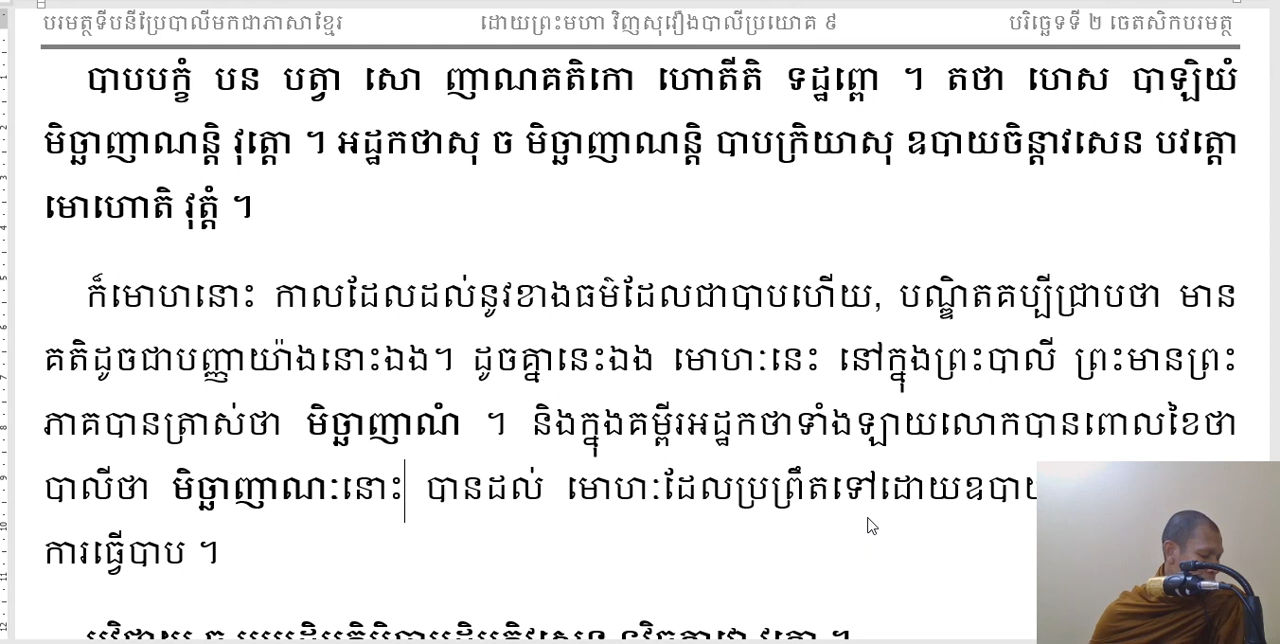 បរមត្ថទីបនីប្រែបាលីមកជាភាសាខ្មែរ ដោយព្រះមហា វិញសុវឿងបាលីប្រយោគ ៩ បរិច្ឆេទទី ២ ចេតសិកបរមត្ថ
បាបបក្ខំ បន បត្វា សោ ញាណគតិកោ ហោតីតិ ទដ្ឋព្ពោ ។ តថា ហេស បាឡិយំ
មិច្ឆាញាណន្តិ វុត្តោ ។ អដ្ឋកថាសុ ច មិច្ឆាញាណន្តិ បាបក្រិយាសុ ឧបាយចិន្តាវសេន បវត្តោ
មោហោតិ វុត្តំ ។
ក៏មោហនោះ កាលដែលដល់នូវខាងធម៌ដែលជាបាបហើយ, បណ្ឌិតគប្បីជ្រាបថា មាន
គតិដូចជាបញ្ញាយ៉ាងនោះឯង។ ដូចគ្នានេះឯង មោហៈនេះ នៅក្នុងព្រះបាលី ព្រះមានព្រះ
ភាគបានត្រាស់ថា មិច្ឆាញាណំ ។ និងក្នុងគម្ពីរអដ្ឋកថាទាំងឡាយលោកបានពោលខៃថា
បាលីថា មិច្ឆាញាណៈនោះ បានដល់ មោហៈដែលប្រព្រឹតទៅដោយឧបាយ
ការធ្វើបាប ។